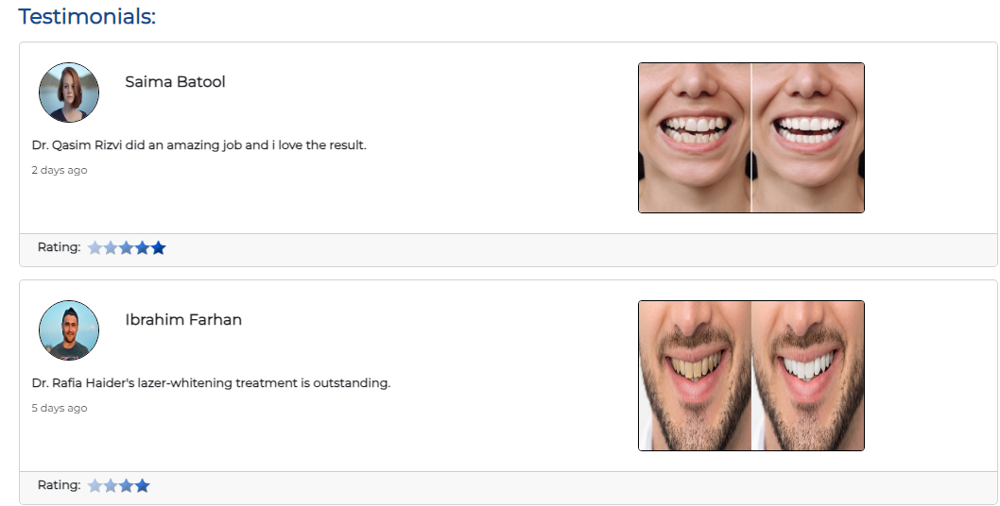 Testimonials:
Saima Batool
Dr. Qasim Rizvi did an amazing job and i love the result.
2 days ago
Rating:
Ibrahim Farhan
Dr. Rafia Haider's lazer-whitening treatment is outstanding.
5 days ago
Rating: